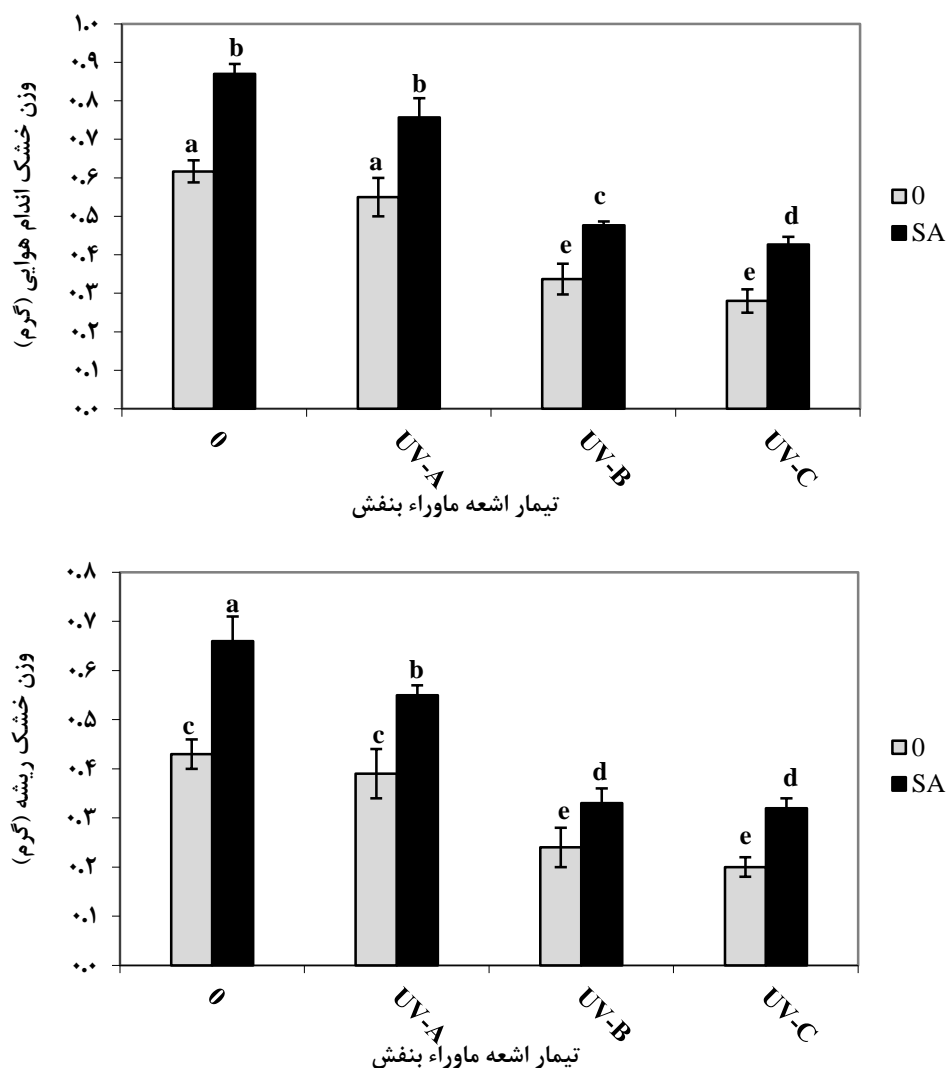 وزن خشک اندام هوایی (گرم)
۱.۰
۰.۹
۰.۸
۰.۷
۰.۶
۰.۵
۰.۴
۰.۳
۰.۲
۰.۱
۰.۰
a
b
a
b
e
c
e
d
0
SA
0
UV-A
UV-B
UV-C
تیمار اشعه ماوراء بنفش
وزن خشک ریشه (گرم)
۰.۸
۰.۷
۰.۶
۰.۵
۰.۴
۰.۳
۰.۲
۰.۱
۰.۰
c
a
c
b
e
d
e
d
0
SA
0
UV-A
UV-B
UV-C
تیمار اشعه ماوراء بنفش